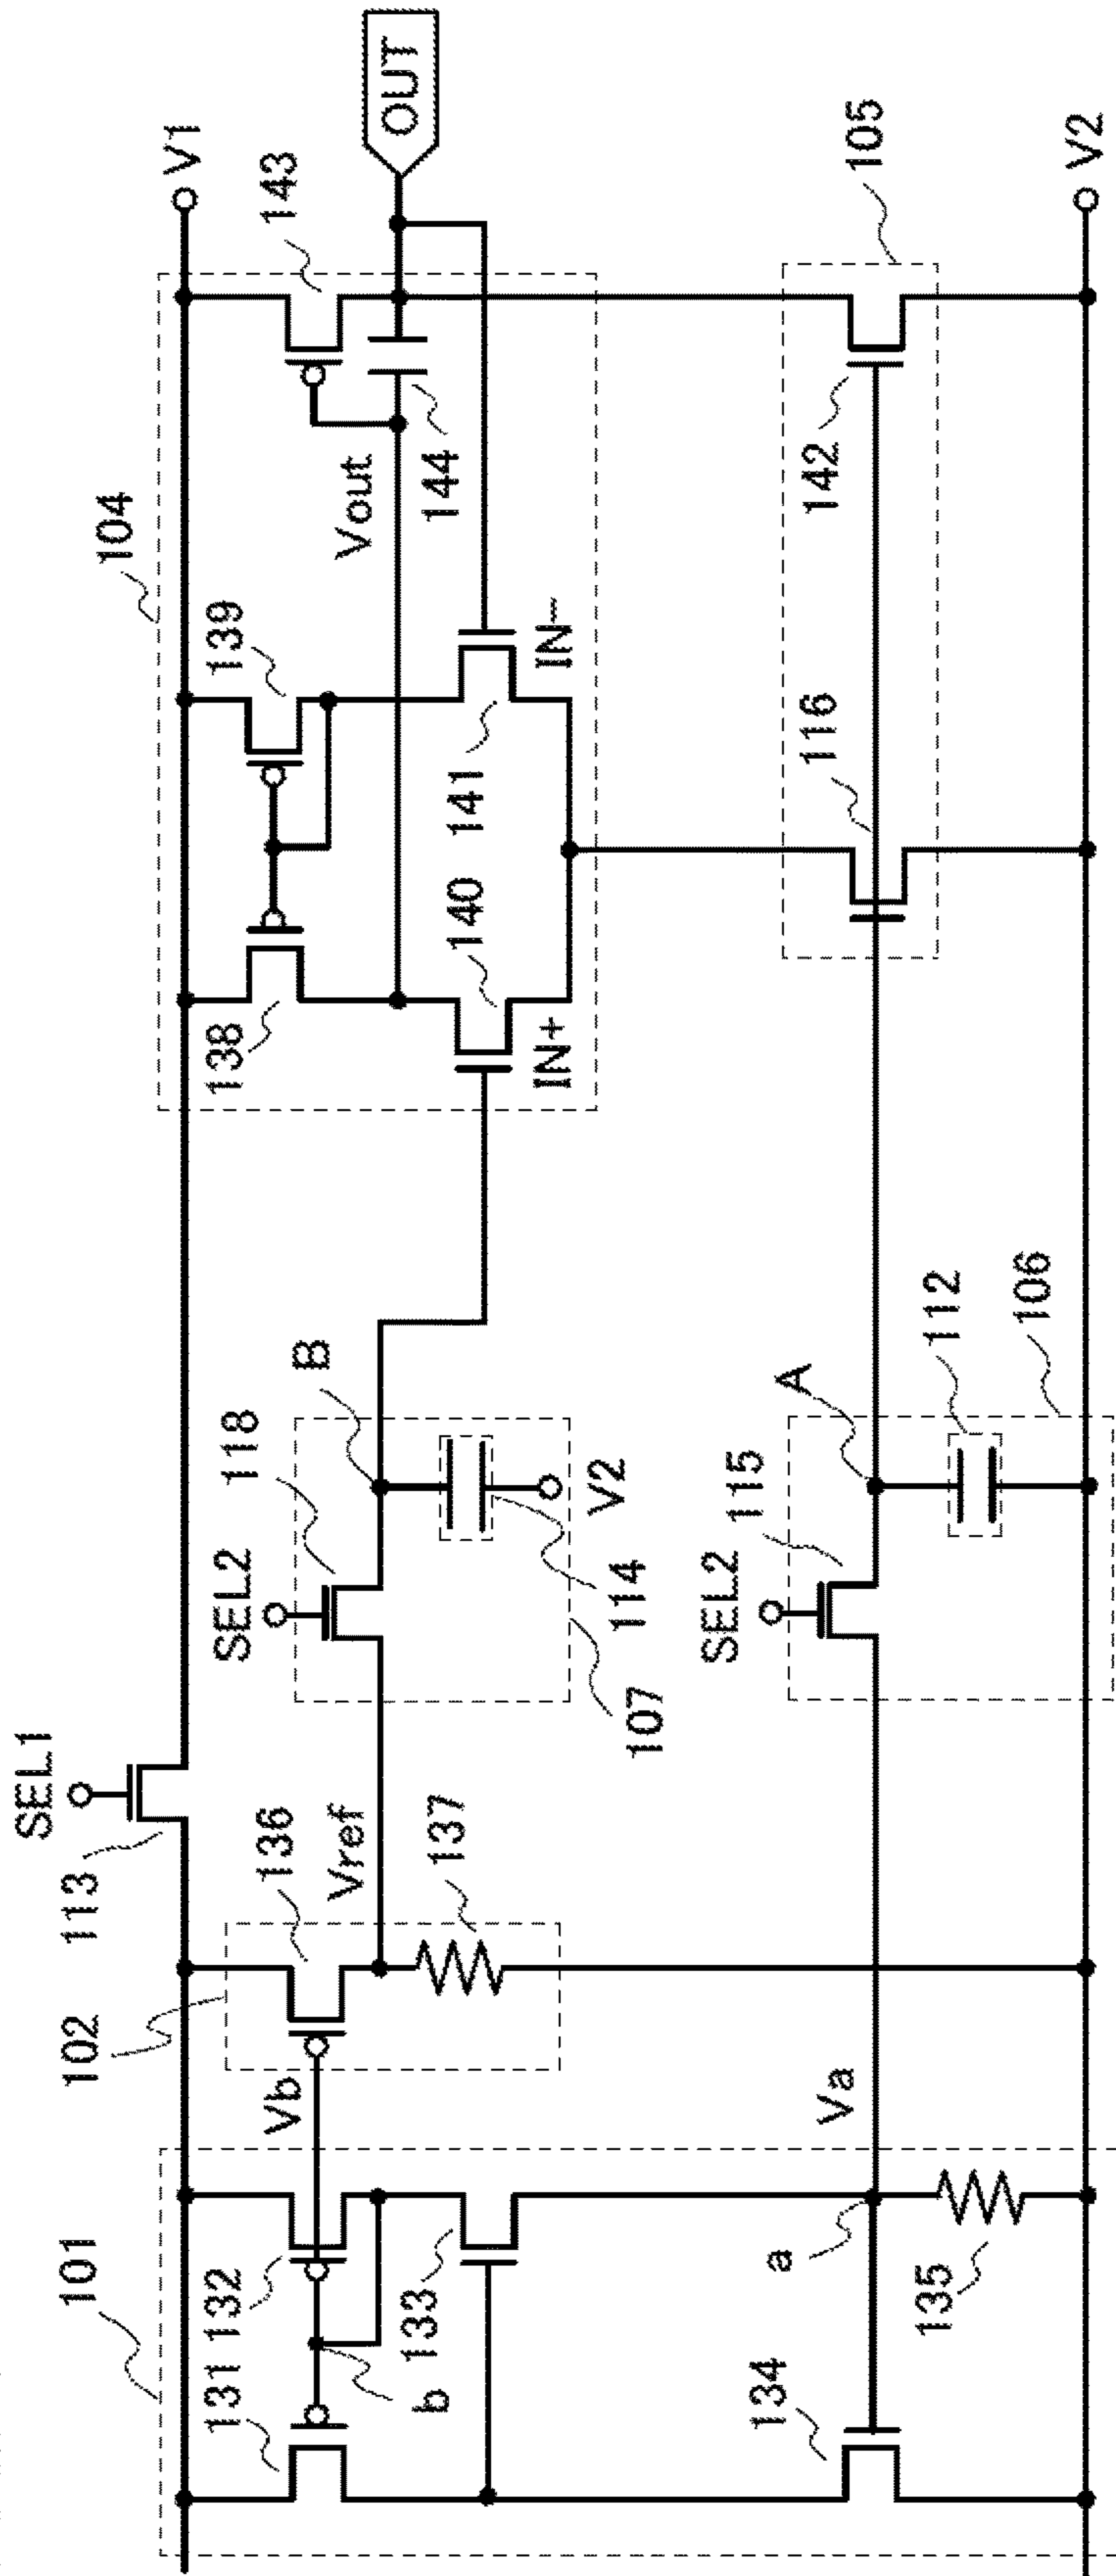 SEL1
113
V1
101
102
104
131
132
Vb
136
SEL2
118
B
138
139
143
b
133
Vref
137
107
114
V2
IN+
140
141
IN−
Vout
144
OUT
134
a
Va
135
SEL2
115
A
112
106
116
142
105
V2